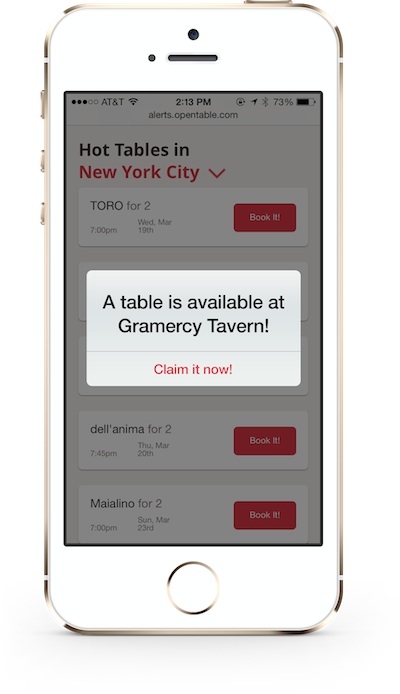 ●●●○○ AT&T 2:13 PM 73%
alerts.opentable.com
Hot Tables in
New York City
TORO for 2
Wed, Mar
7:00pm 19th
Book It!
A table is available at
Gramercy Tavern!
Claim it now!
dell'anima for 2
Thu, Mar
7:45pm 20th
Book It!
Maialino for 2
Sun, Mar
7:00pm 23rd
Book It!